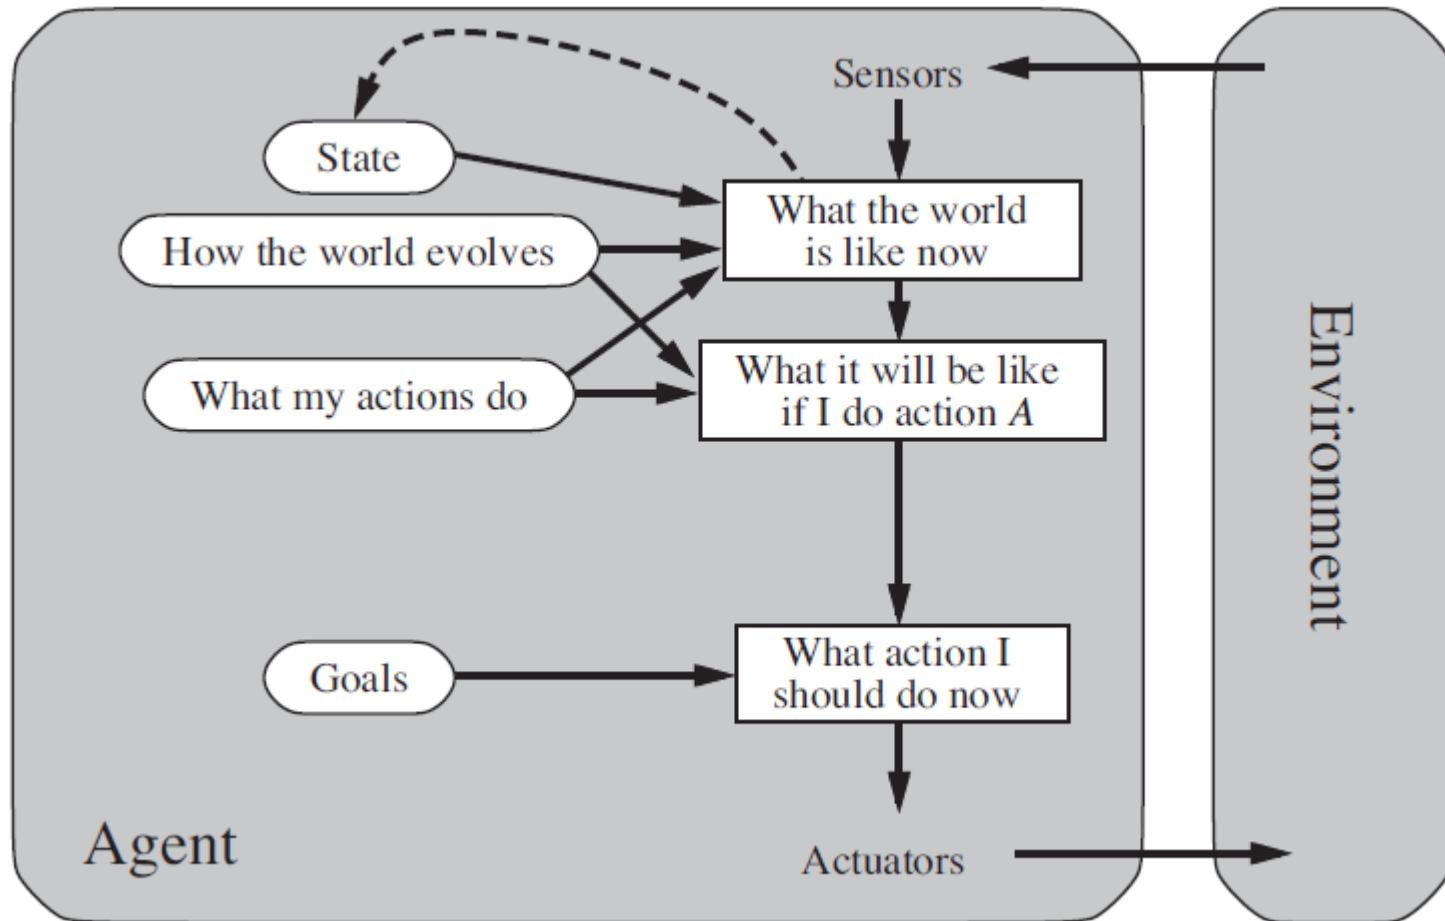 Sensors
State
What the world
is like now
How the world evolves
What it will be like
if I do action A
What my actions do
Environment
What action I
should do now
Goals
Agent
Actuators